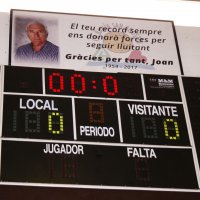 El teu record sempre
ens donarà forces per
seguir lluitant
Gràcies per tant, Joan
1954 - 2017
00:0
M&M
LOCAL
VISITANTE
0
0
PERIODO
JUGADOR
FALTA